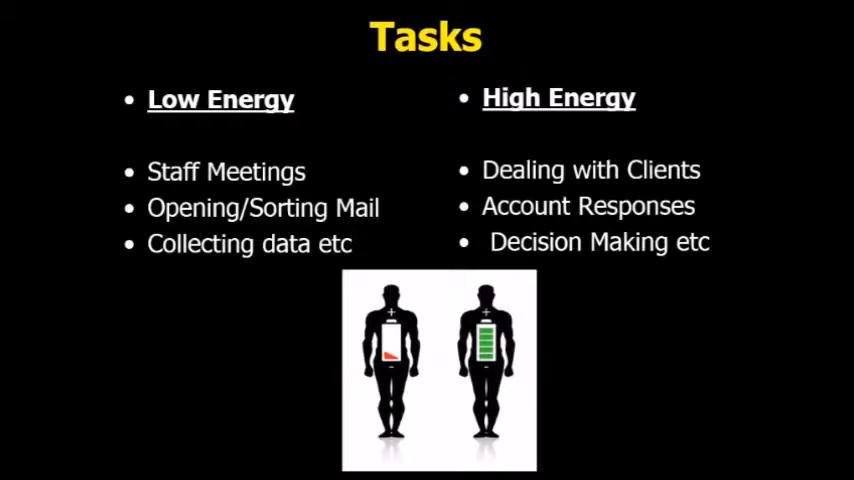 Tasks
• Low Energy
• Staff Meetings
• Opening/Sorting Mail
• Collecting data etc
• High Energy
• Dealing with Clients
• Account Responses
• Decision Making etc